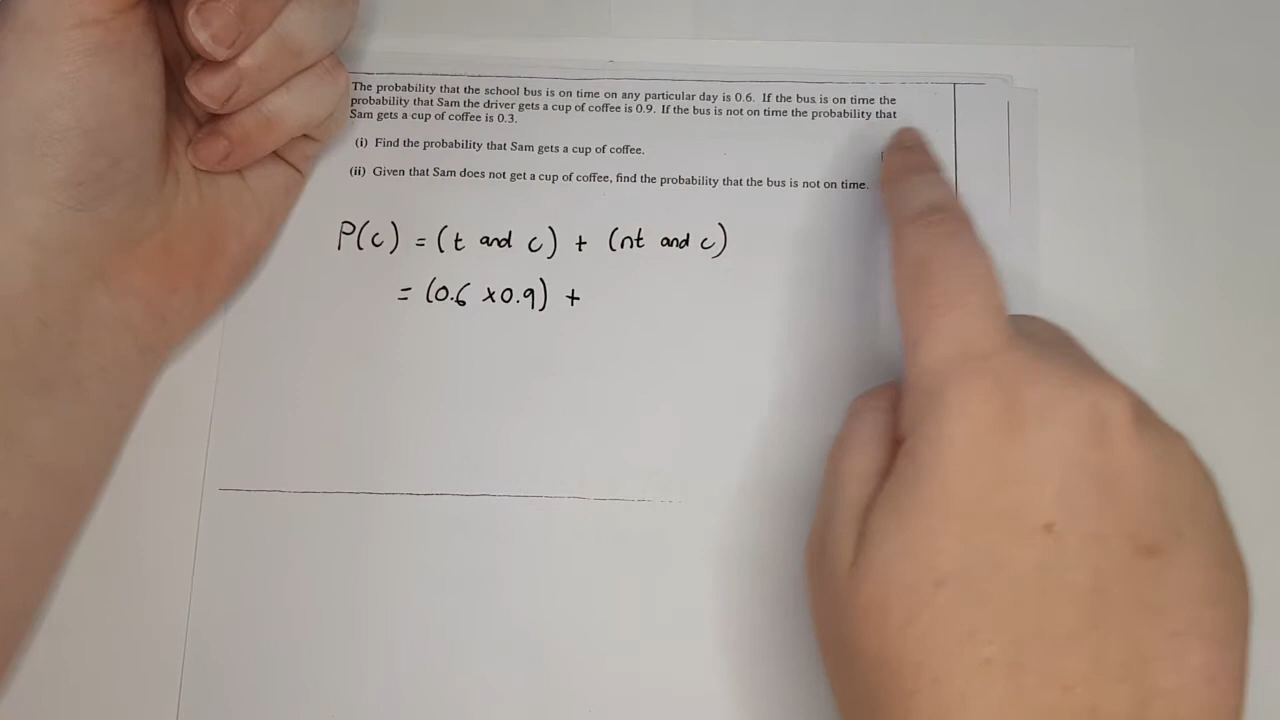 The probability that the school bus is on time on any particular day is 0.6. If the bus is on time the
probability that Sam the driver gets a cup of coffee is 0.9. If the bus is not on time the probability that
Sam gets a cup of coffee is 0.3.
(i) Find the probability that Sam gets a cup of coffee.
(ii) Given that Sam does not get a cup of coffee, find the probability that the bus is not on time.
P(c) = (t and c) + (nt and c)
= (0.6 x0.9) +